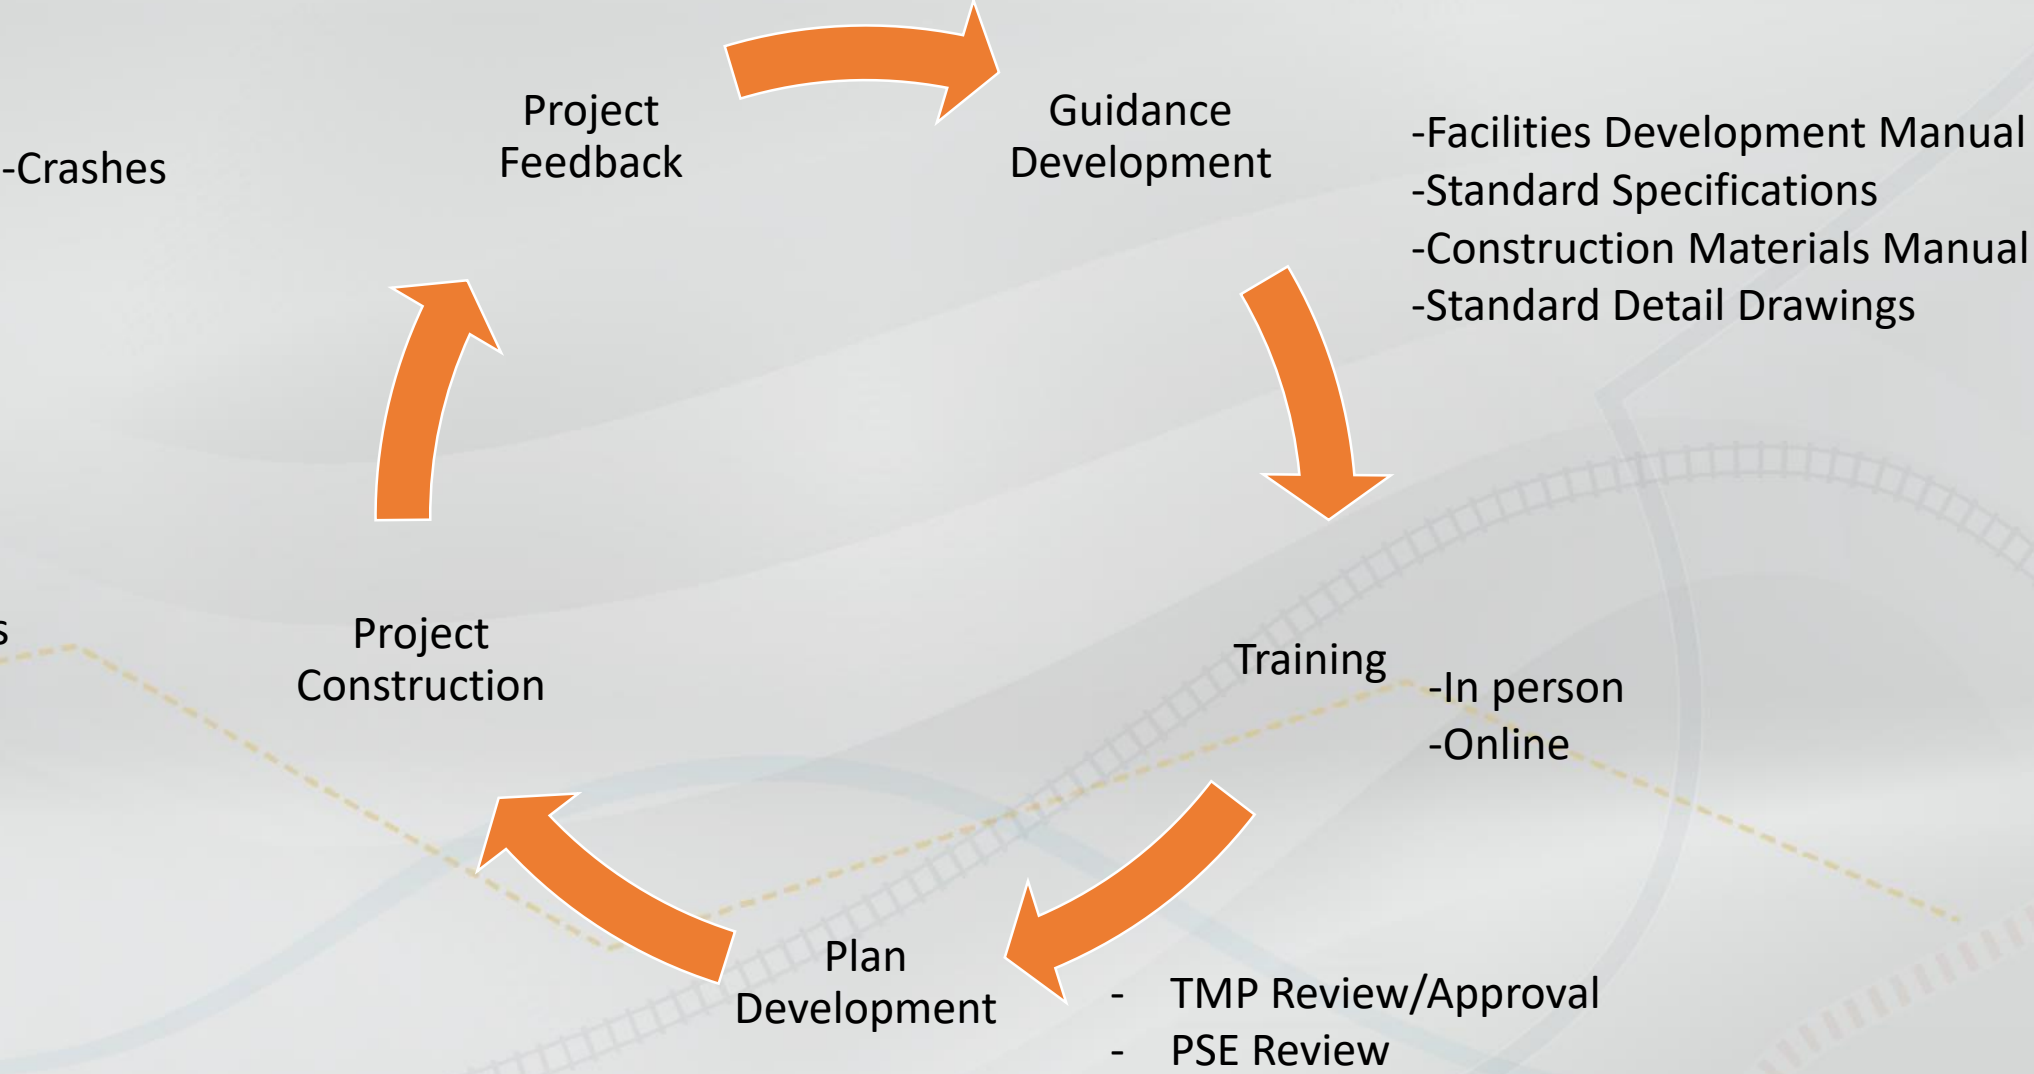 Project
Feedback
Guidance
Development
-Crashes
-Facilities Development Manual
-Standard Specifications
-Construction Materials Manual
-Standard Detail Drawings
Project
Construction
Training
-In person
-Online
Plan
Development
- TMP Review/Approval
- PSE Review